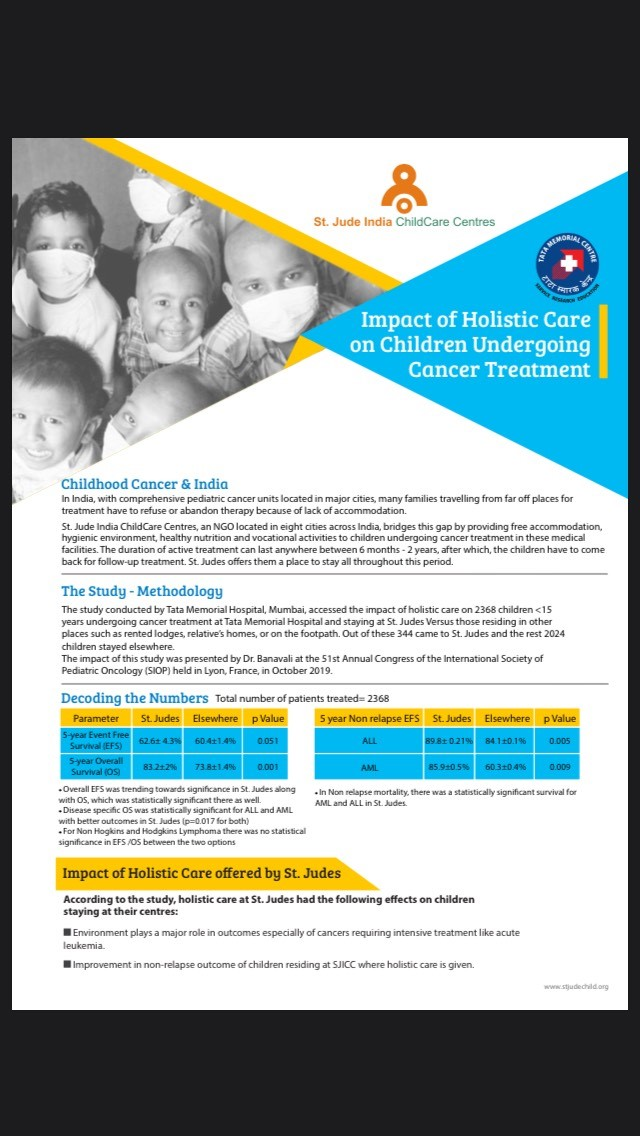 St. Jude India ChildCare Centres
TATA MEMORIAL CENTRE
टाटा स्मारक केंद्र
SERVICE RESEARCH EDUCATION
Impact of Holistic Care
on Children Undergoing
Cancer Treatment
Childhood Cancer & India
In India, with comprehensive pediatric cancer units located in major cities, many families travelling from far off places for
treatment have to refuse or abandon therapy because of lack of accommodation.
St. Jude India ChildCare Centres, an NGO located in eight cities across India, bridges this gap by providing free accommodation,
hygienic environment, healthy nutrition and vocational activities to children undergoing cancer treatment in these medical
facilities. The duration of active treatment can last anywhere between 6 months - 2 years, after which, the children have to come
back for follow-up treatment. St. Judes offers them a place to stay all throughout this period.
The Study - Methodology
The study conducted by Tata Memorial Hospital, Mumbai, accessed the impact of holistic care on 2368 children <15
years undergoing cancer treatment at Tata Memorial Hospital and staying at St. Judes Versus those residing in other
places such as rented lodges, relative's homes, or on the footpath. Out of these 344 came to St. Judes and the rest 2024
children stayed elsewhere.
The impact of this study was presented by Dr. Banavali at the 51st Annual Congress of the International Society of
Pediatric Oncology (SIOP) held in Lyon, France, in October 2019.
Decoding the Numbers Total number of patients treated= 2368
Parameter St. Judes Elsewhere p Value
5-year Event Free
Survival (EFS) 62.6± 4.3% 60.4±1.4% 0.051
5-year Overall
Survival (OS) 83.2±2% 73.8±1.4% 0.001
5 year Non relapse EFS St. Judes Elsewhere p Value
ALL 89.8± 0.21% 84.1±0.1% 0.005
AML 85.9±0.5% 60.3±0.4% 0.009
• Overall EFS was trending towards significance in St. Judes along
with OS, which was statistically significant there as well.
• Disease specific OS was statistically significant for ALL and AML
with better outcomes in St. Judes (p=0.017 for both)
• For Non Hogkins and Hodgkins Lymphoma there was no statistical
significance in EFS /OS between the two options
• In Non relapse mortality, there was a statistically significant survival for
AML and ALL in St. Judes.
Impact of Holistic Care offered by St. Judes
According to the study, holistic care at St. Judes had the following effects on children
staying at their centres:
■ Environment plays a major role in outcomes especially of cancers requiring intensive treatment like acute
leukemia.
■ Improvement in non-relapse outcome of children residing at SJICC where holistic care is given.
www.stjudechild.org